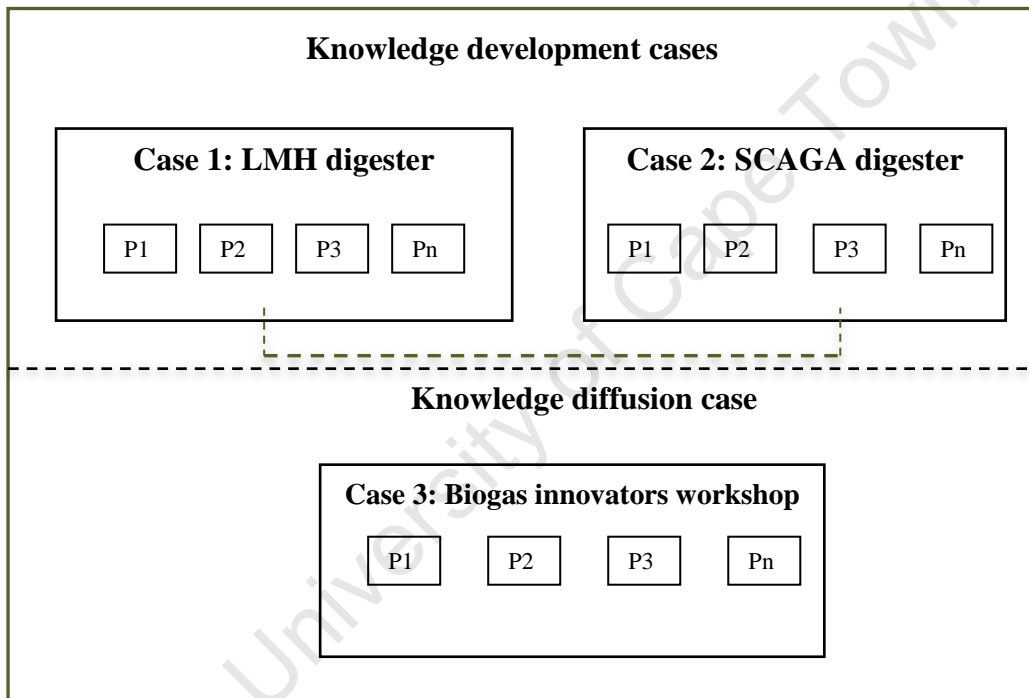 Knowledge development cases
Case 1: LMH digester
P1 P2 P3 Pn
Case 2: SCAGA digester
P1 P2 P3 Pn
Knowledge diffusion case
Case 3: Biogas innovators workshop
P1 P2 P3 Pn
University of Cape Town